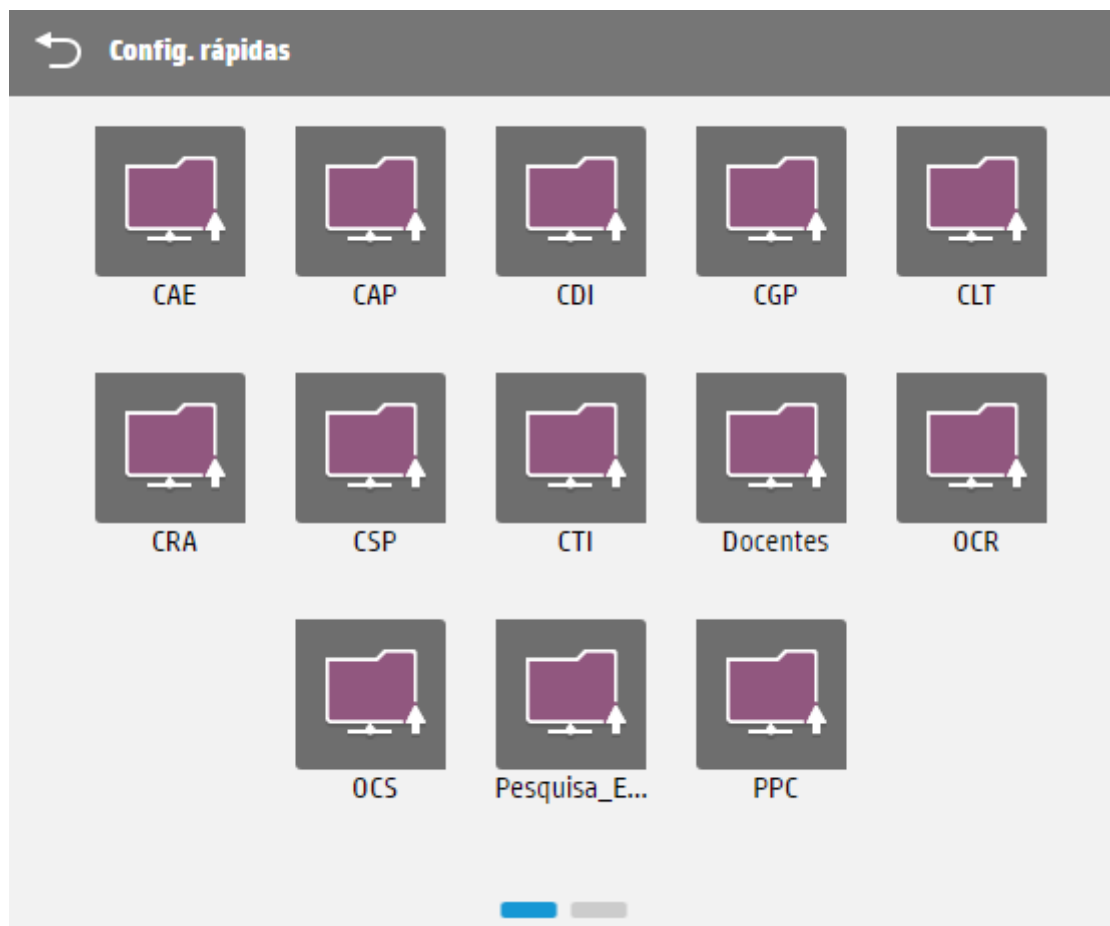 Config. rápidas
CAE CAP CDI CGP CLT
CRA CSP CTI Docentes OCR
OCS Pesquisa_E... PPC